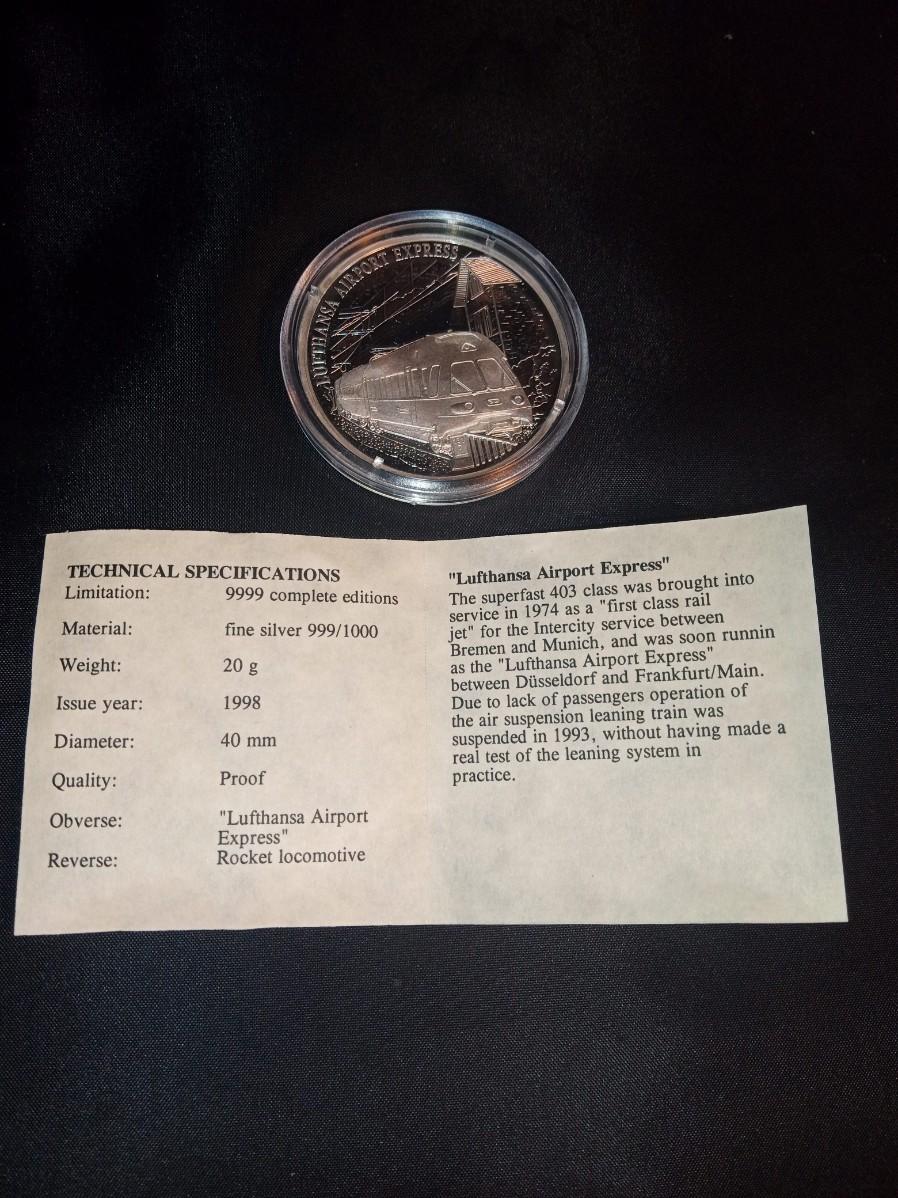 LUFTHANSA AIRPORT EXPRESS
TECHNICAL SPECIFICATIONS
Limitation: 9999 complete editions
Material: fine silver 999/1000
Weight: 20 g
Issue year: 1998
Diameter: 40 mm
Quality: Proof
Obverse: "Lufthansa Airport
Express"
Reverse: Rocket locomotive
"Lufthansa Airport Express"
The superfast 403 class was brought into
service in 1974 as a "first class rail
jet" for the Intercity service between
Bremen and Munich, and was soon runnin
as the "Lufthansa Airport Express"
between Düsseldorf and Frankfurt/Main.
Due to lack of passengers operation of
the air suspension leaning train was
suspended in 1993, without having made a
real test of the leaning system in
practice.